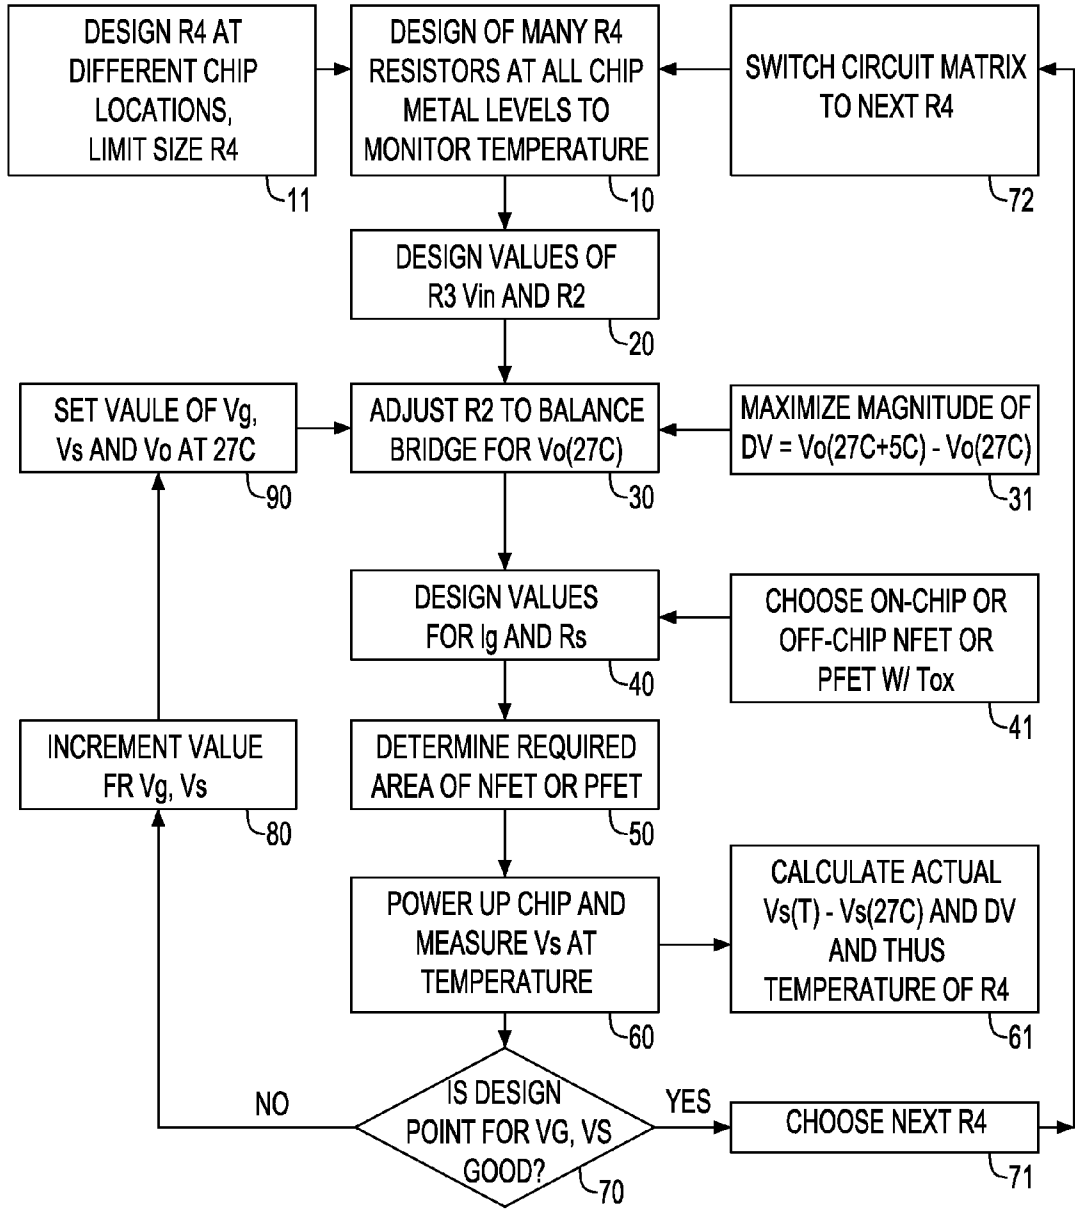 DESIGN R4 AT
DIFFERENT CHIP
LOCATIONS,
LIMIT SIZE R4
11
DESIGN OF MANY R4
RESISTORS AT ALL CHIP
METAL LEVELS TO
MONITOR TEMPERATURE
10
SWITCH CIRCUIT MATRIX
TO NEXT R4
72
DESIGN VALUES OF
R3 Vin AND R2
20
SET VAULE OF Vg,
Vs AND Vo AT 27C
90
ADJUST R2 TO BALANCE
BRIDGE FOR Vo(27C)
30
MAXIMIZE MAGNITUDE OF
DV = Vo(27C+5C) - Vo(27C)
31
DESIGN VALUES
FOR Ig AND Rs
40
CHOOSE ON-CHIP OR
OFF-CHIP NFET OR
PFET W/ Tox
41
INCREMENT VALUE
FR Vg, Vs
80
DETERMINE REQUIRED
AREA OF NFET OR PFET
50
POWER UP CHIP AND
MEASURE Vs AT
TEMPERATURE
60
CALCULATE ACTUAL
Vs(T) - Vs(27C) AND DV
AND THUS
TEMPERATURE OF R4
61
NO
IS DESIGN
POINT FOR VG, VS
GOOD?
70
YES
CHOOSE NEXT R4
71